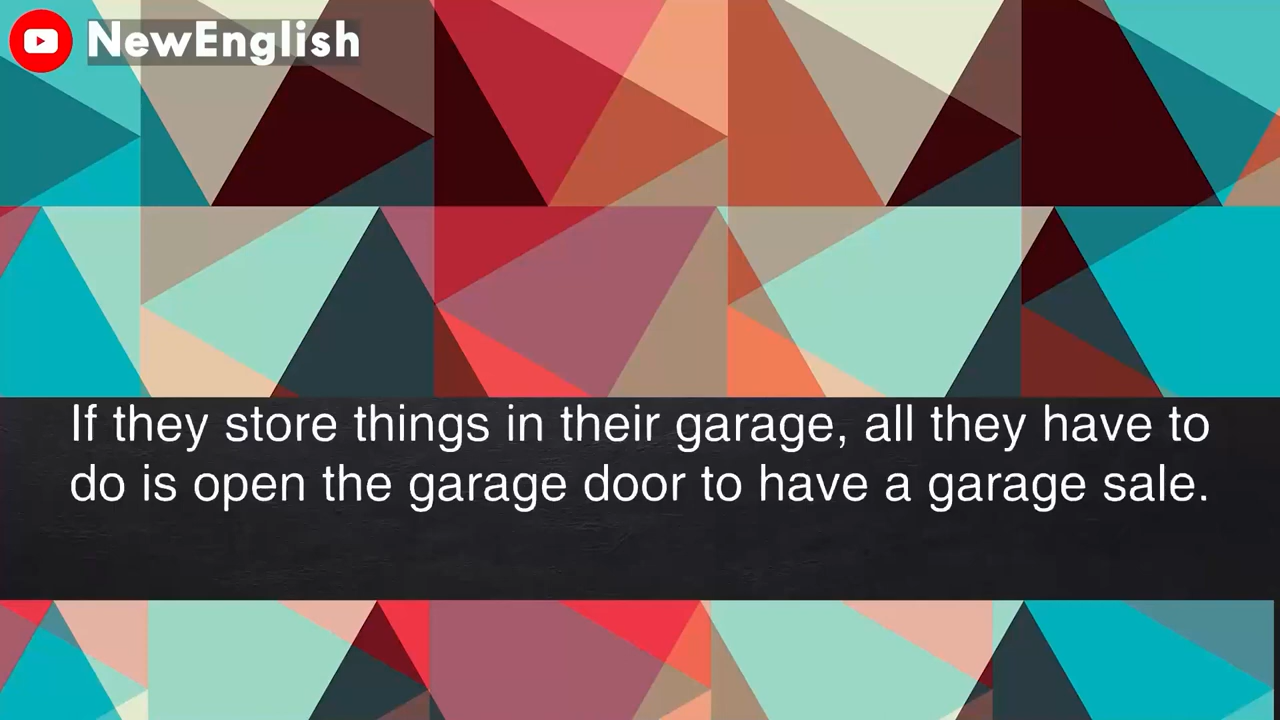 NewEnglish
If they store things in their garage, all they have to
do is open the garage door to have a garage sale.